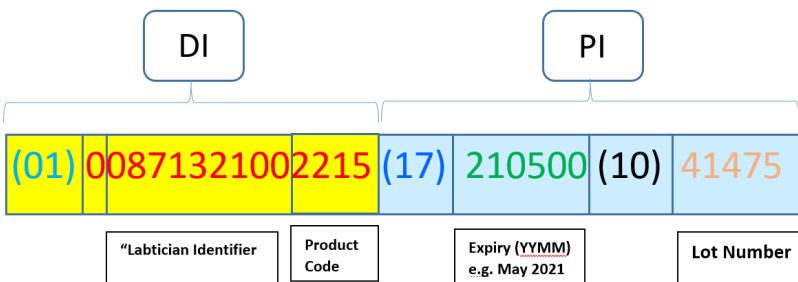 DI
PI
(01) 00871321002215 (17) 210500 (10) 41475
“Labtician Identifier
Product
Code
Expiry (YYMM)
e.g. May 2021
Lot Number